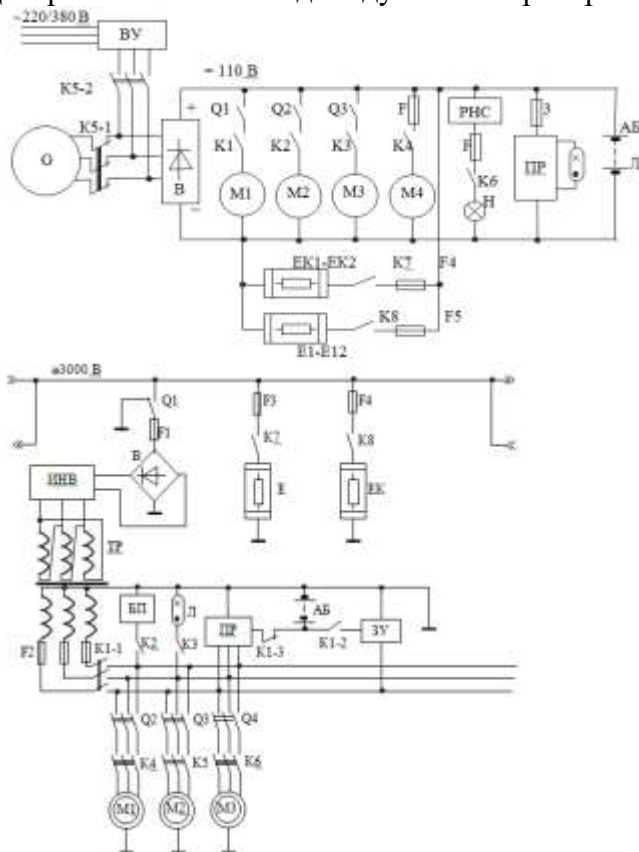 ~220/380 В
ВУ
К5-2
= 110 В
К5-1
Q1
Q2
Q3
F
РНС
З
+
К1
К2
К3
К4
F
АБ
G
В
М1
М2
М3
М4
К6
ПР
Л
Н
–
ЕК1-ЕК2
К7
F4
К8
F5
Е1-Е12
≅3000 В
Q1
F1
F3
F4
В
К7
К8
ИНВ
Е
ЕК
ТР
БП
Л
ПР
АБ
ЗУ
F2
К1-1
К2
К3
К1-3
К1-2
Q2
Q3
Q4
К4
К5
К6
М1
М2
М3